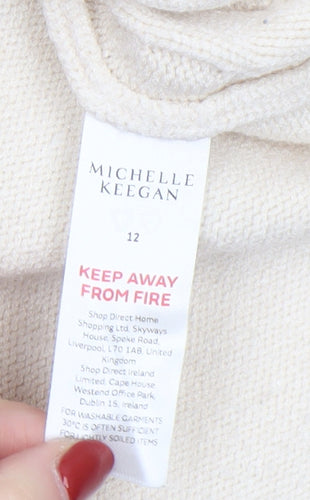 MICHELLE
KEEGAN
12
KEEP AWAY
FROM FIRE
Shop Direct Home
Shopping Ltd, Skyways
House, Speke Road,
Liverpool, L70 1AB, United
Kingdom
Shop Direct Ireland
Limited, Cape House
Westend Office Park,
Dublin 15, Ireland
FOR WASHABLE GARMENTS
30°C IS OFTEN SUFFICIENT
FOR LIGHTLY SOILED ITEMS